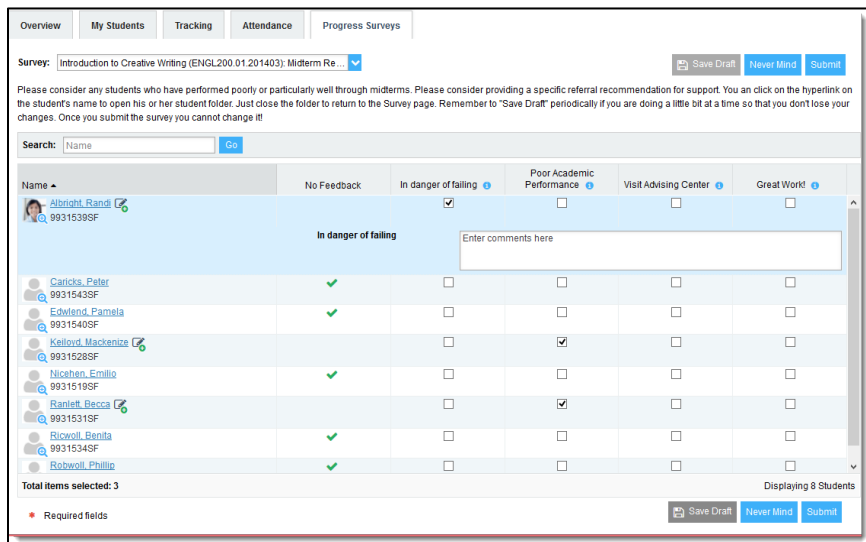 Overview My Students Tracking Attendance Progress Surveys
Survey: Introduction to Creative Writing (ENGL200.01.201403): Midterm Re... Save Draft Never Mind Submit
Please consider any students who have performed poorly or particularly well through midterms. Please consider providing a specific referral recommendation for support. You an click on the hyperlink on
the student's name to open his or her student folder. Just close the folder to return to the Survey page. Remember to "Save Draft" periodically if you are doing a little bit at a time so that you don't lose your
changes. Once you submit the survey you cannot change it!
Search: Name Go
Name No Feedback In danger of failing Poor Academic Performance Visit Advising Center Great Work!
Albright, Randi
9931539SF
In danger of failing Enter comments here
Caricks, Peter
9931543SF
Edwlend, Pamela
9931540SF
Keiloyd, Mackenize
9931528SF
Nicehen, Emilio
9931519SF
Ranlett, Becca
9931531SF
Ricwoll, Benita
9931534SF
Robwoll, Phillip
Total items selected: 3 Displaying 8 Students
* Required fields Save Draft Never Mind Submit